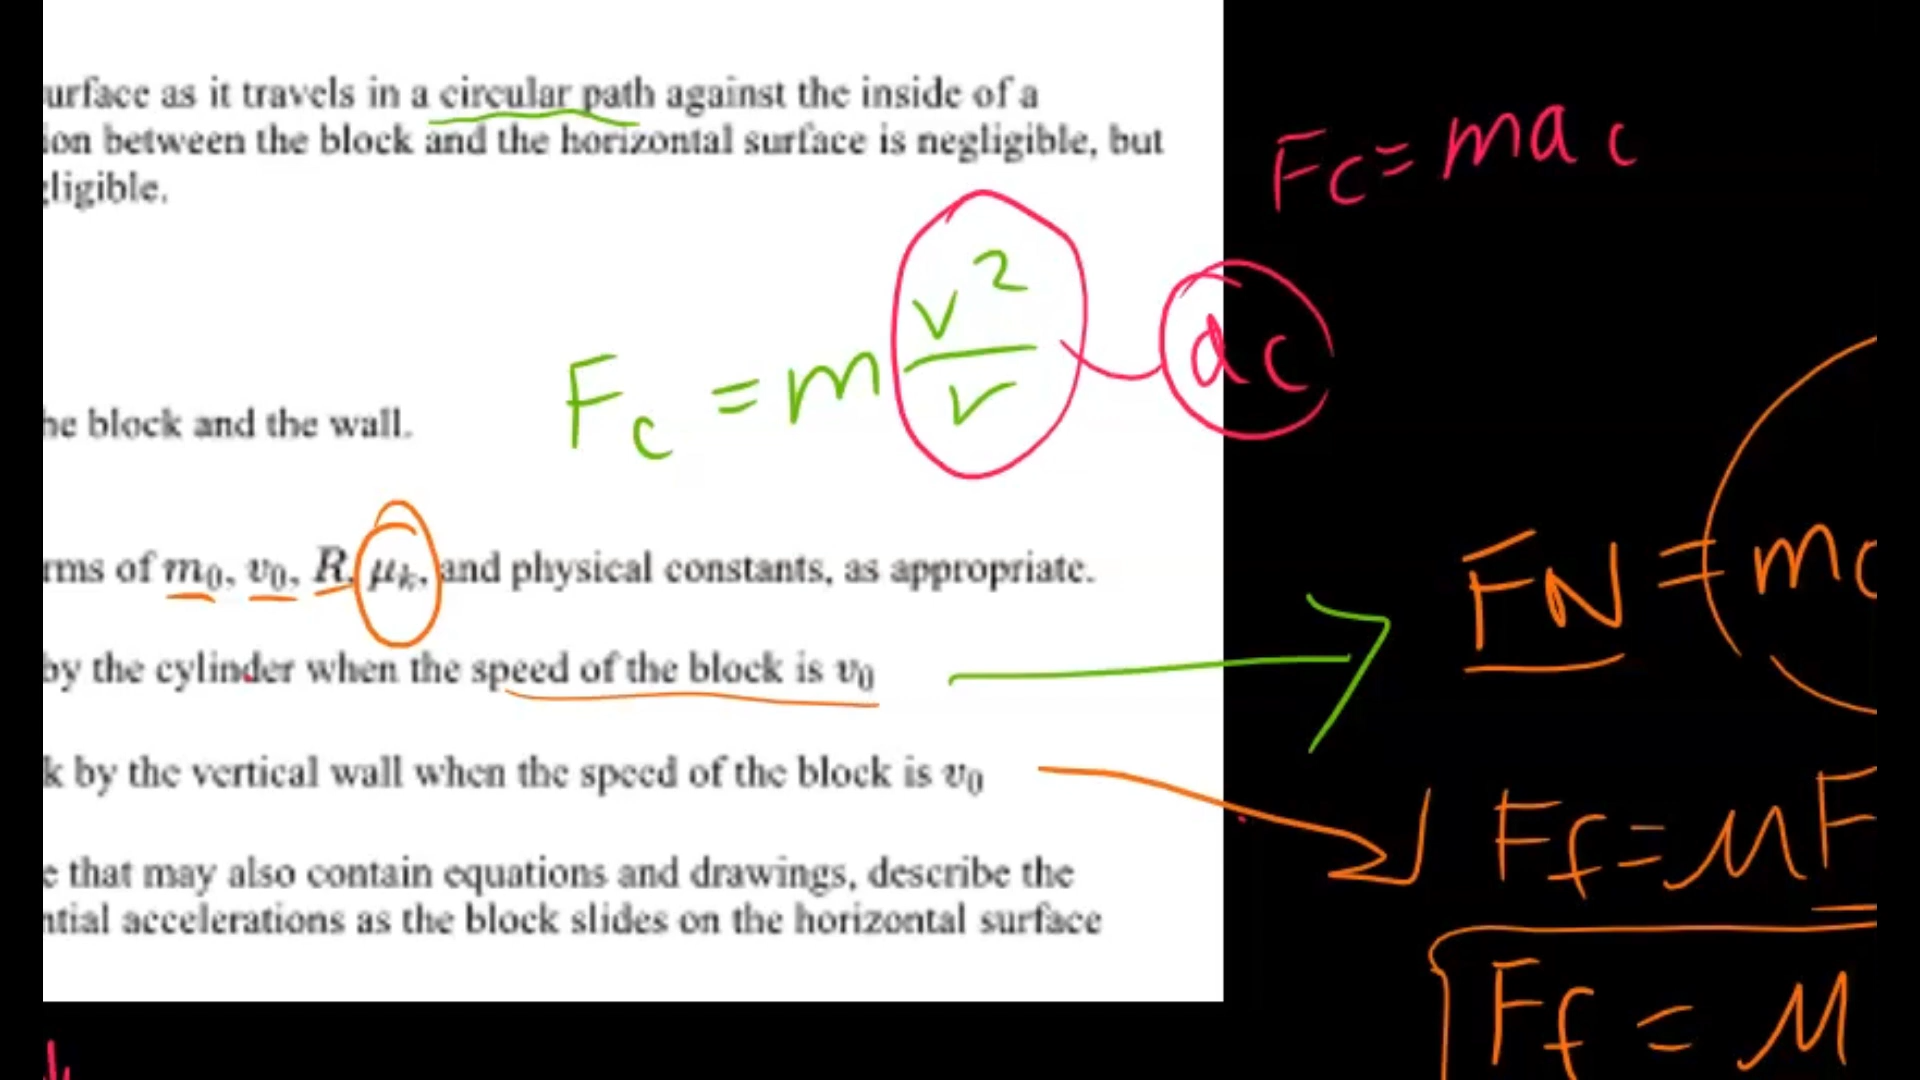 urface as it travels in a circular path against the inside of a
ion between the block and the horizontal surface is negligible, but
gligible.
Fc = mac
Fc = m v²/r
ac
he block and the wall.
rms of m₀, v₀, R, μₖ, and physical constants, as appropriate.
FN =
by the cylinder when the speed of the block is v₀
k by the vertical wall when the speed of the block is v₀
Ff = μF
e that may also contain equations and drawings, describe the
ntial accelerations as the block slides on the horizontal surface
Ff = μ